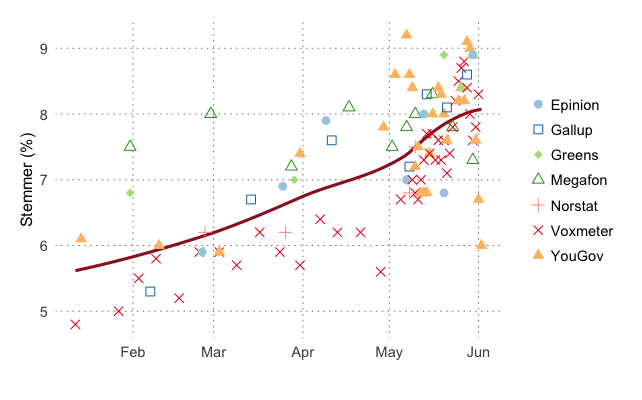 Stemmer (%)
9
8
7
6
5
Feb
Mar
Apr
May
Jun
Epinion
Gallup
Greens
Megafon
Norstat
Voxmeter
YouGov